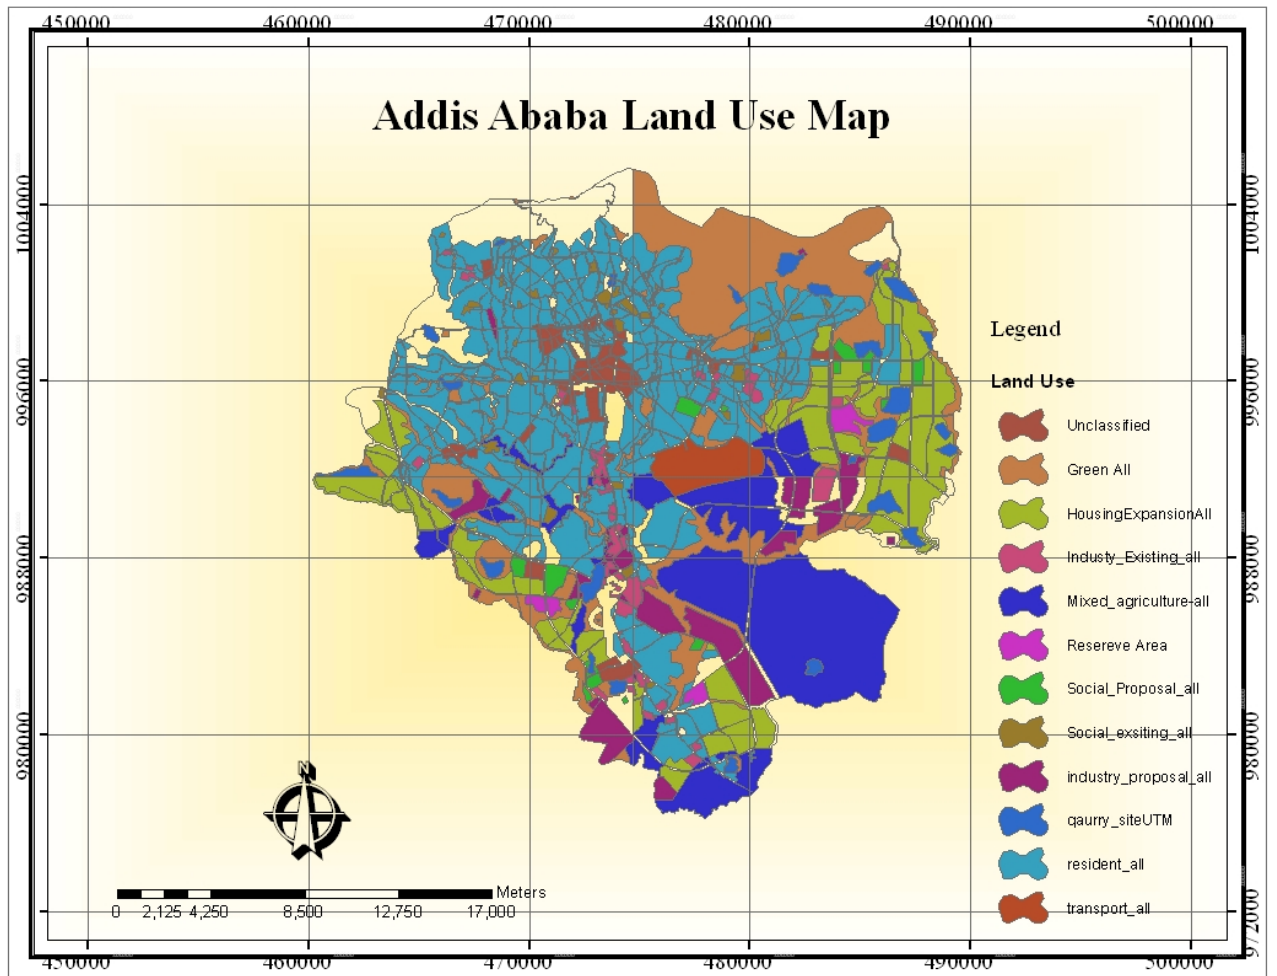 450000 460000 470000 480000 490000 500000
Addis Ababa Land Use Map
1004000 1004000
996000 996000
988000 988000
980000 980000
972000
Legend
Land Use
Unclassified
Green All
HousingExpansionAll
Industy_Existing_all
Mixed_agriculture-all
Resereve Area
Social_Proposal_all
Social_exsiting_all
industry_proposal_all
qaurry_siteUTM
resident_all
transport_all
N
Meters
0 2,125 4,250 8,500 12,750 17,000
450000 460000 470000 480000 490000 500000